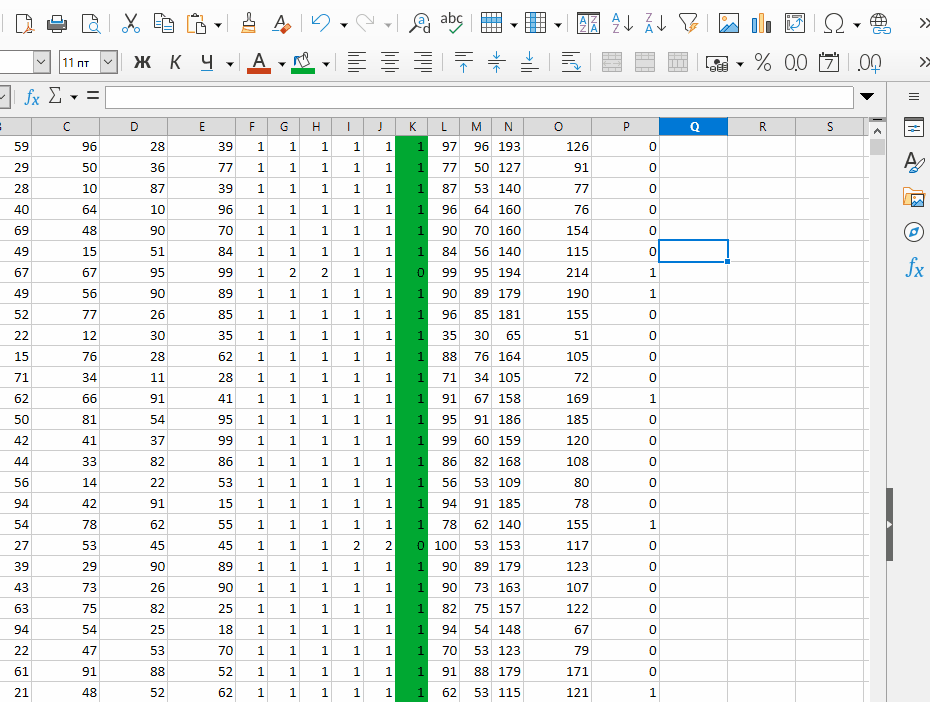 abc
11 пт Ж К Ч А % 0.0 7 .00
fx Σ =
C D E F G H I J K L M N O P Q R S
59 96 28 39 1 1 1 1 1 1 97 96 193 126 0
29 50 36 77 1 1 1 1 1 1 77 50 127 91 0
28 10 87 39 1 1 1 1 1 1 87 53 140 77 0
40 64 10 96 1 1 1 1 1 1 96 64 160 76 0
69 48 90 70 1 1 1 1 1 1 90 70 160 154 0
49 15 51 84 1 1 1 1 1 1 84 56 140 115 0
67 67 95 99 1 2 2 1 1 0 99 95 194 214 1
49 56 90 89 1 1 1 1 1 1 90 89 179 190 1
52 77 26 85 1 1 1 1 1 1 96 85 181 155 0
22 12 30 35 1 1 1 1 1 1 35 30 65 51 0
15 76 28 62 1 1 1 1 1 1 88 76 164 105 0
71 34 11 28 1 1 1 1 1 1 71 34 105 72 0
62 66 91 41 1 1 1 1 1 1 91 67 158 169 1
50 81 54 95 1 1 1 1 1 1 95 91 186 185 0
42 41 37 99 1 1 1 1 1 1 99 60 159 120 0
44 33 82 86 1 1 1 1 1 1 86 82 168 108 0
56 14 22 53 1 1 1 1 1 1 56 53 109 80 0
94 42 91 15 1 1 1 1 1 1 94 91 185 78 0
54 78 62 55 1 1 1 1 1 1 78 62 140 155 1
27 53 45 45 1 1 1 2 2 0 100 53 153 117 0
39 29 90 89 1 1 1 1 1 1 90 89 179 123 0
43 73 26 90 1 1 1 1 1 1 90 73 163 107 0
63 75 82 25 1 1 1 1 1 1 82 75 157 122 0
94 54 25 18 1 1 1 1 1 1 94 54 148 67 0
22 47 53 70 1 1 1 1 1 1 70 53 123 79 0
61 91 88 52 1 1 1 1 1 1 91 88 179 171 0
21 48 52 62 1 1 1 1 1 1 62 53 115 121 1